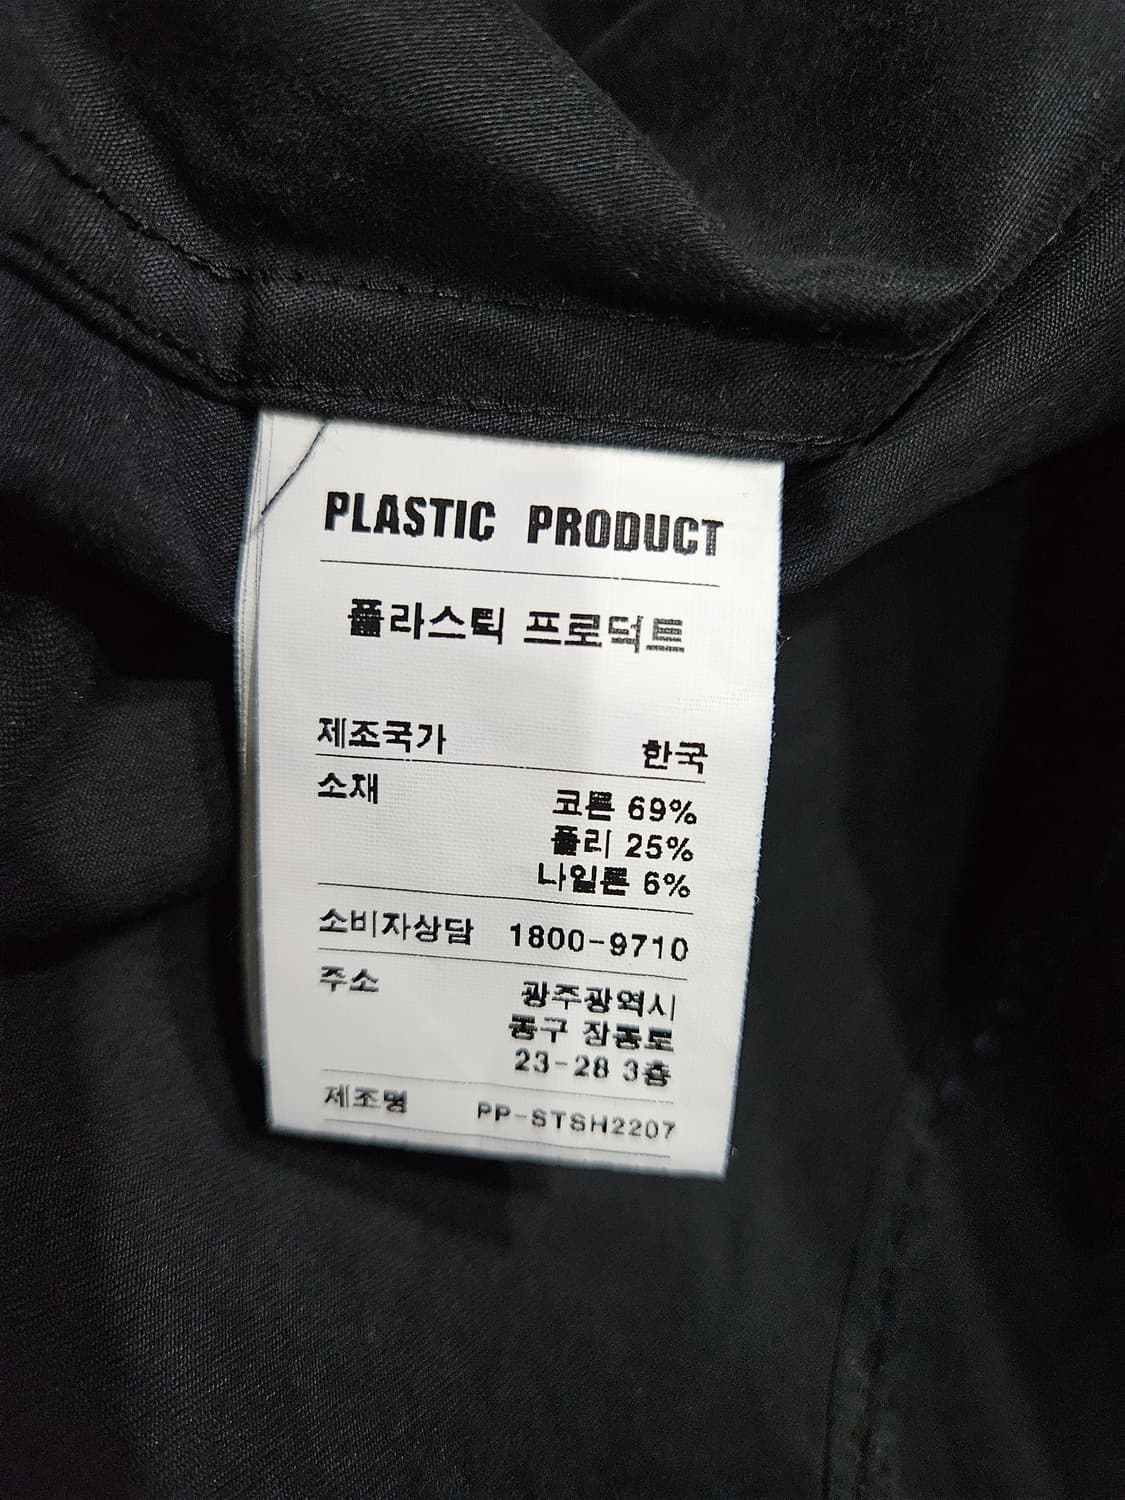 PLASTIC PRODUCT
플라스틱 프로덕트
제조국가 한국
소재 코튼 69%
폴리 25%
나일론 6%
소비자상담 1800-9710
주소 광주광역시
동구 장동로
23-28 3층
제조명 PP-STSH2207